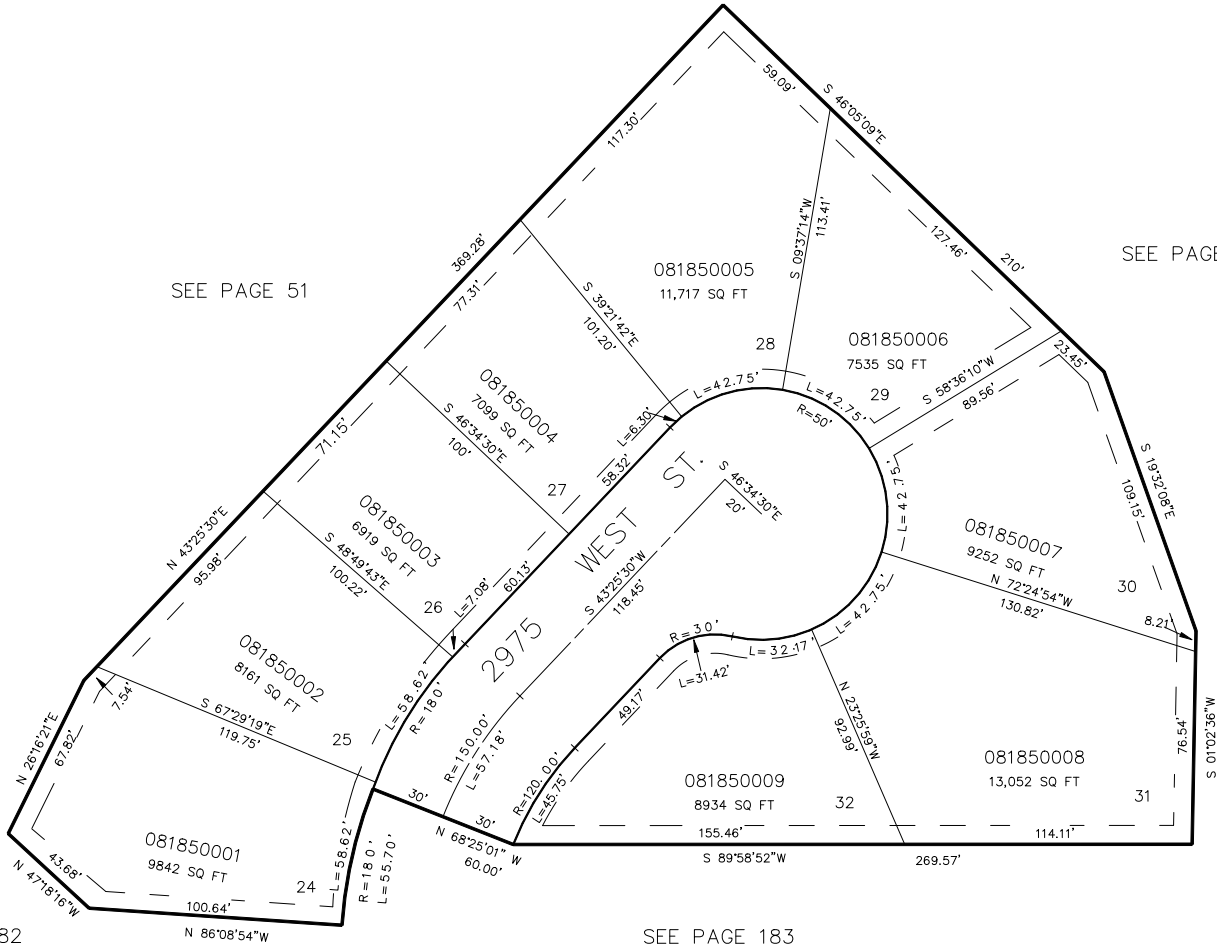 59.09'
S 46°05'09"E
117.30'
S 09°37'14"W
113.41'
127.46'
210'
SEE PAGE
369.28'
77.31'
SEE PAGE 51
081850005
11,717 SQ FT
28
S 39°21'42"E
101.20'
081850006
7535 SQ FT
29
S 58°36'10"W
23.45'
89.56'
L=42.75'
L=42.75'
R=50'
L=6.30'
081850004
7099 SQ FT
S 46°34'30"E
100'
27
71.15'
58.32'
S 46°34'30"E
20'
L=42.75'
S 19°32'08"E
109.15'
081850003
6919 SQ FT
S 48°49'43"E
100.22'
26
N 43°25'30"E
95.98'
L=7.08'
60.13'
2975 WEST ST.
S 43°25'30"W
118.45'
081850007
9252 SQ FT
30
N 72°24'54"W
130.82'
8.21'
L=42.75'
R=30'
L=32.17'
L=31.42'
49.17'
081850002
8161 SQ FT
25
S 67°29'19"E
119.75'
7.54'
L=58.62'
R=180'
R=150.00'
L=57.18'
R=120.00'
L=45.75'
N 23°25'59"W
92.99'
76.54'
S 01°02'36"W
N 26°16'21"E
67.82'
081850008
13,052 SQ FT
31
081850009
8934 SQ FT
32
30'
30'
N 68°25'01" W
60.00'
155.46'
114.11'
S 89°58'52"W
269.57'
081850001
9842 SQ FT
24
L=58.62'
R=180'
L=55.70'
43.68'
N 47°18'16"W
100.64'
N 86°08'54"W
82
SEE PAGE 183